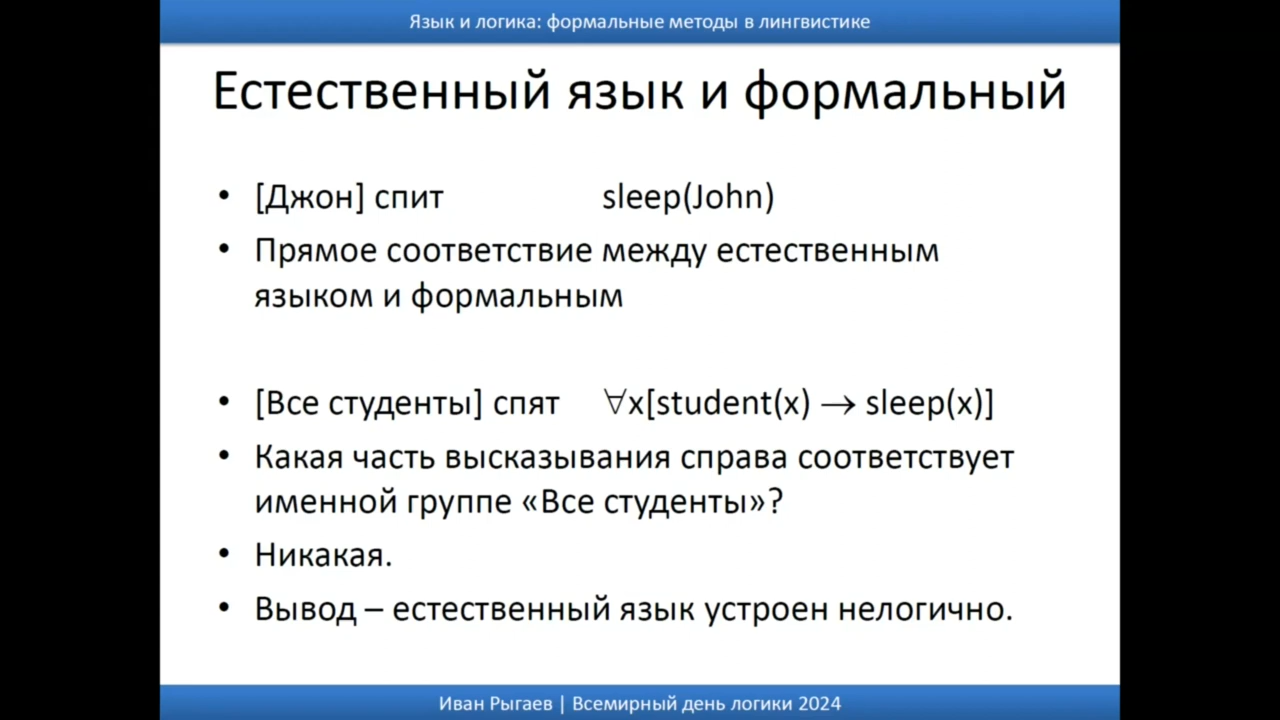 Язык и логика: формальные методы в лингвистике
Естественный язык и формальный
• [Джон] спит sleep(John)
• Прямое соответствие между естественным
языком и формальным
• [Все студенты] спят ∀x[student(x) → sleep(x)]
• Какая часть высказывания справа соответствует
именной группе «Все студенты»?
• Никакая.
• Вывод – естественный язык устроен нелогично.
Иван Рыгаев | Всемирный день логики 2024